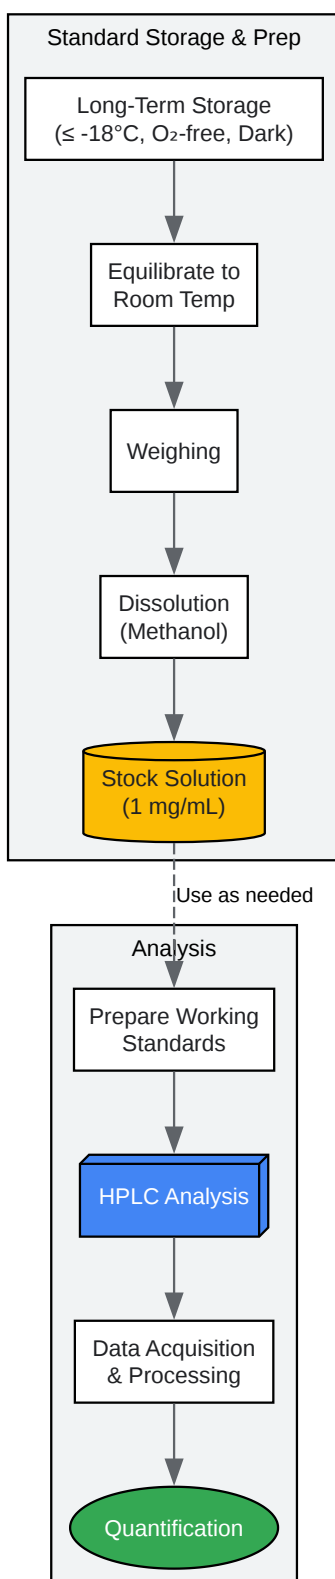 Standard Storage & Prep
Long-Term Storage
(≤ -18°C, O₂-free, Dark)
Equilibrate to
Room Temp
Weighing
Dissolution
(Methanol)
Stock Solution
(1 mg/mL)
Use as needed
Analysis
Prepare Working
Standards
HPLC Analysis
Data Acquisition
& Processing
Quantification